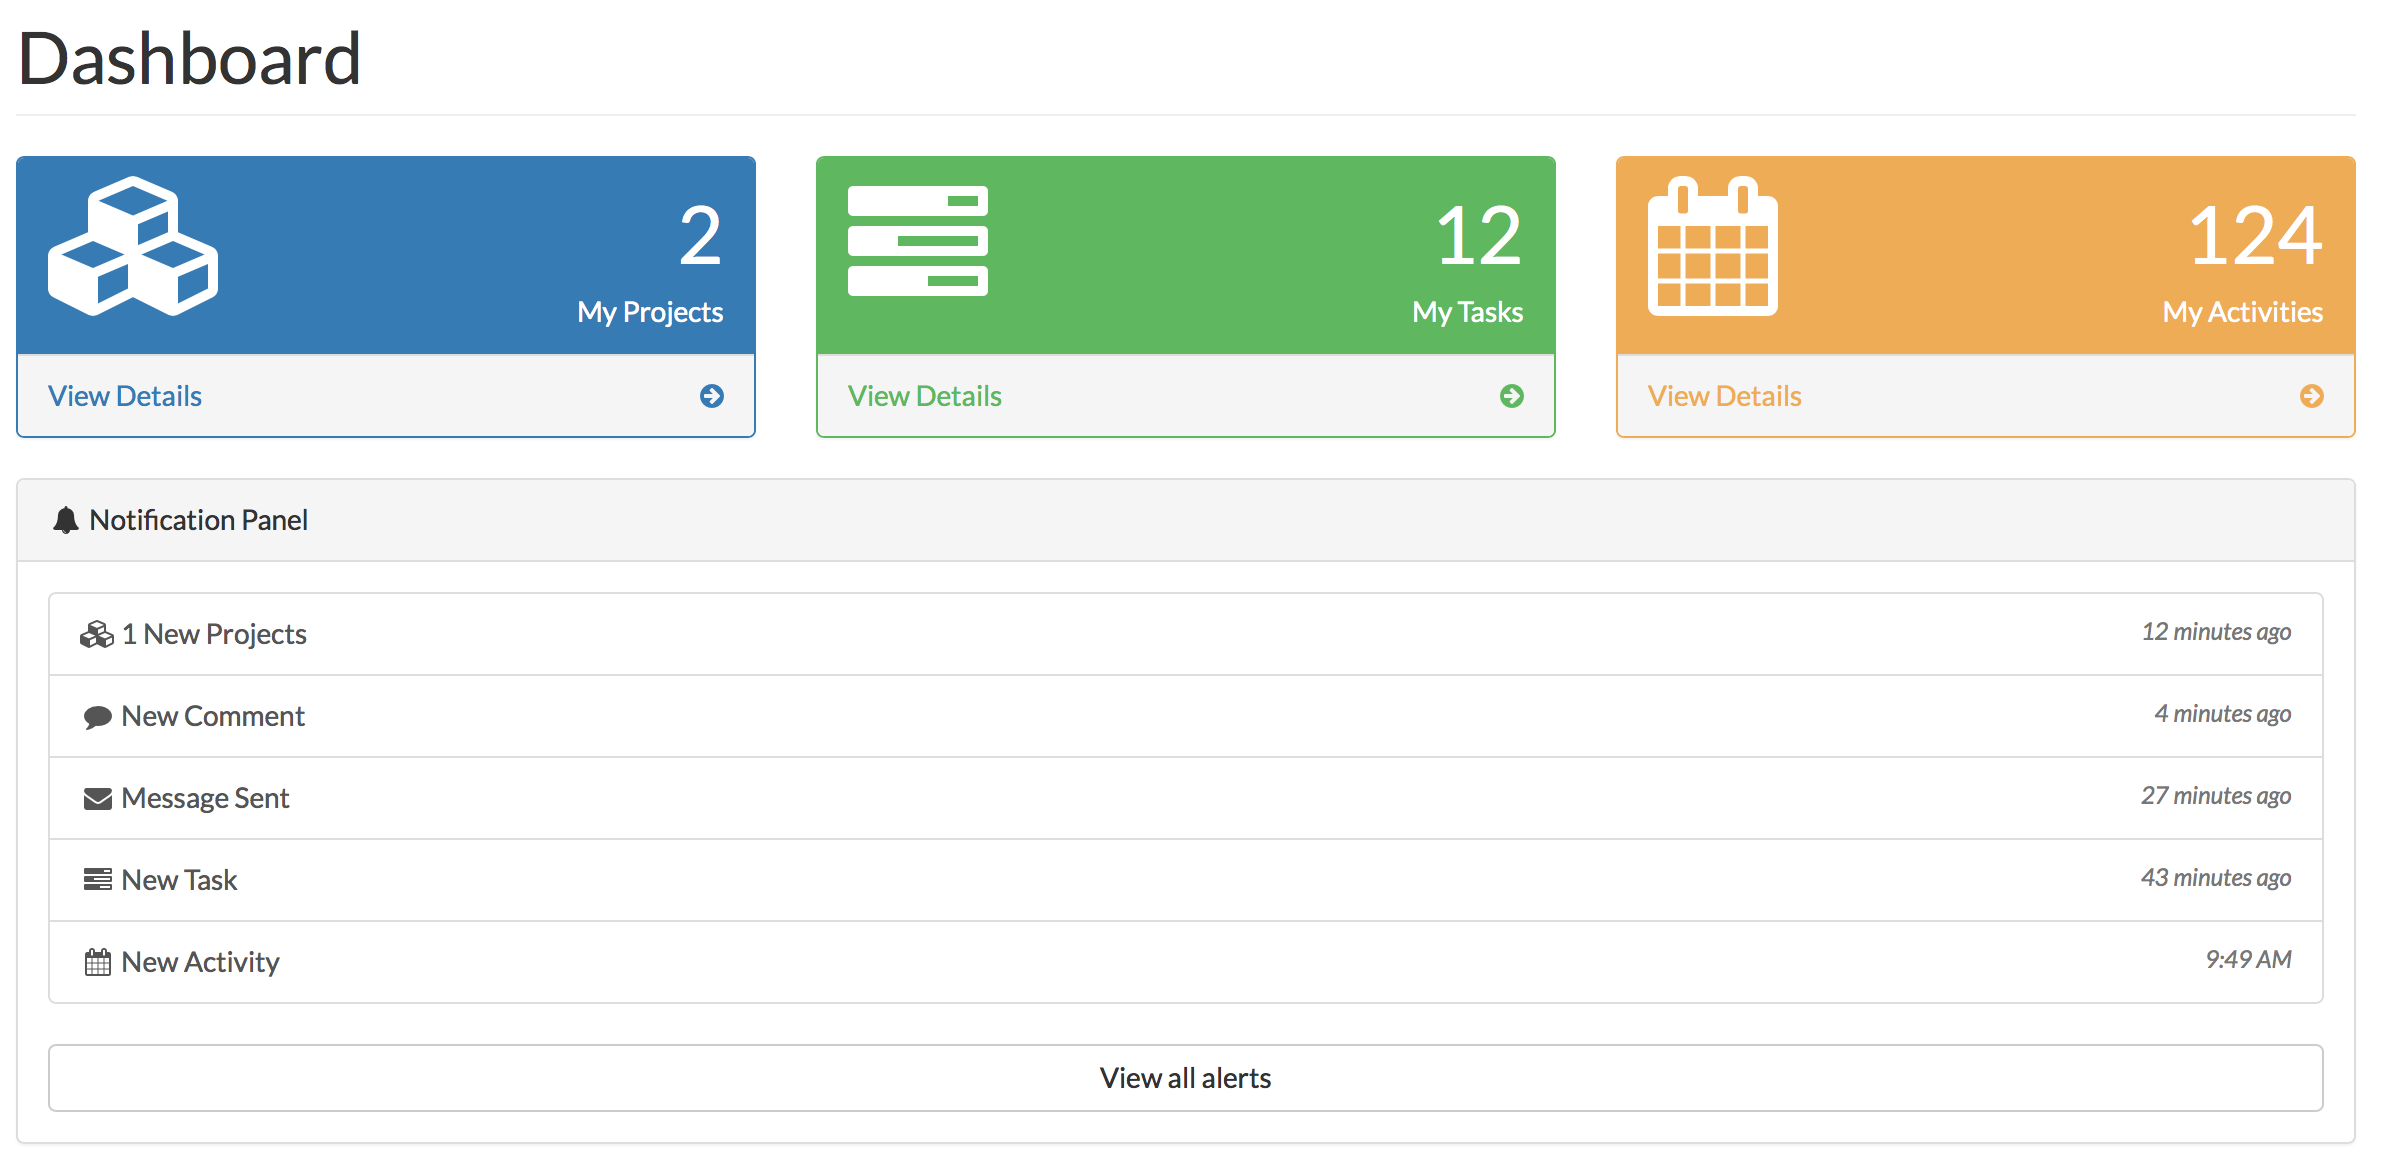 Dashboard
2
My Projects
View Details
12
My Tasks
View Details
124
My Activities
View Details
Notification Panel
1 New Projects 12 minutes ago
New Comment 4 minutes ago
Message Sent 27 minutes ago
New Task 43 minutes ago
New Activity 9:49 AM
View all alerts